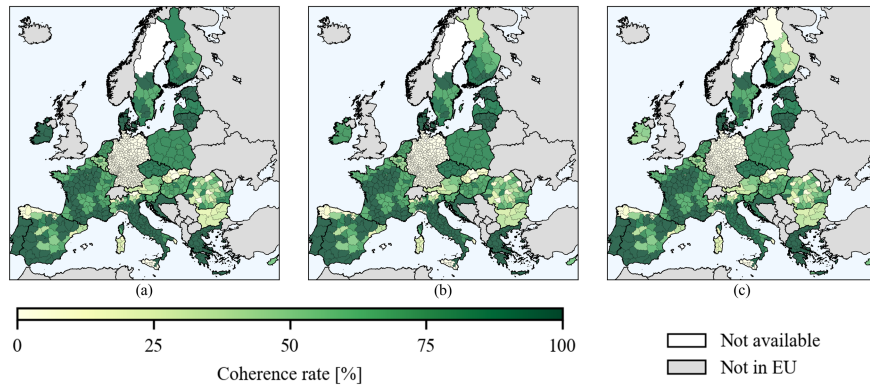 (a)
(b)
(c)
0
25
50
75
100
Coherence rate [%]
Not available
Not in EU